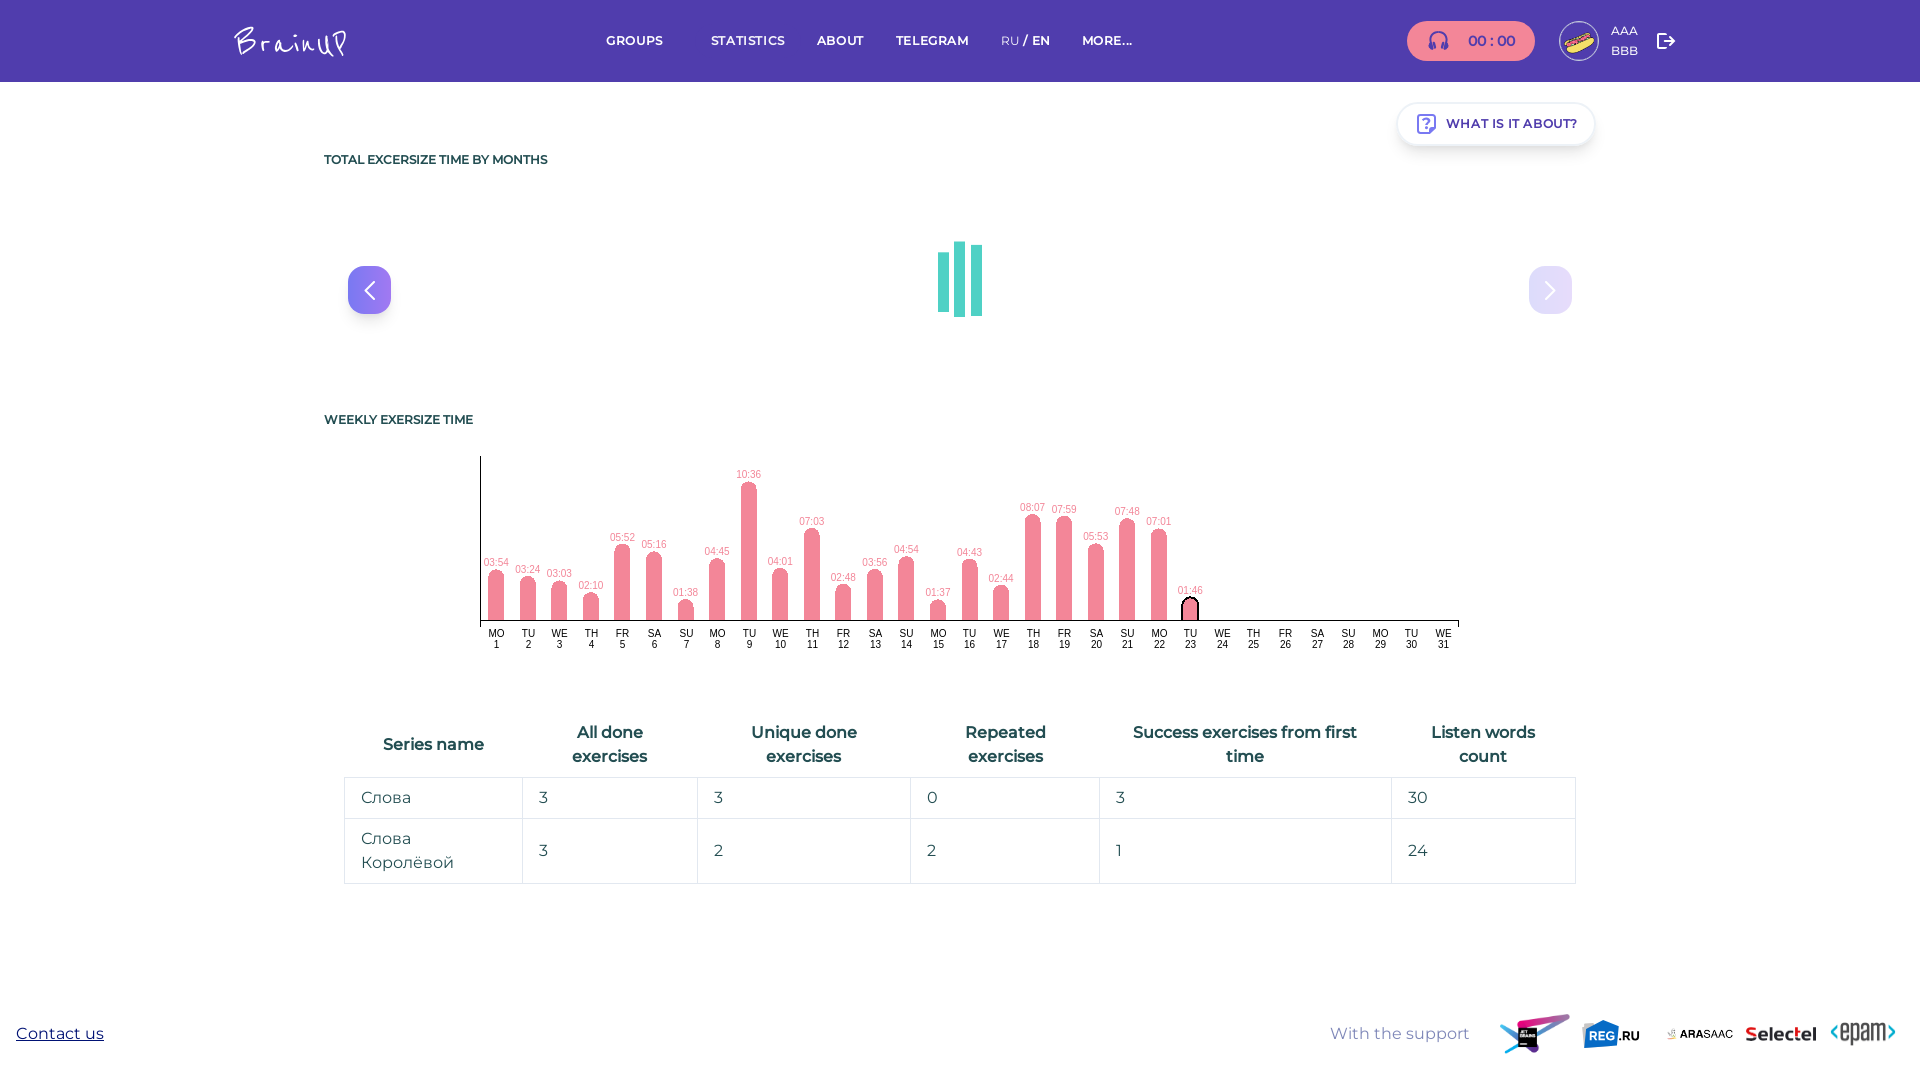 BrainUP
GROUPS STATISTICS ABOUT TELEGRAM RU / EN MORE...
00 : 00
AAA
BBB
WHAT IS IT ABOUT?
TOTAL EXCERSIZE TIME BY MONTHS
WEEKLY EXERSIZE TIME
03:54 03:24 03:03 02:10 05:52 05:16 01:38 04:45 10:36 04:01 07:03 02:48 03:56 04:54 01:37 04:43 02:44 08:07 07:59 05:53 07:48 07:01 01:46
MO TU WE TH FR SA SU MO TU WE TH FR SA SU MO TU WE TH FR SA SU MO TU WE TH FR SA SU MO TU WE
1 2 3 4 5 6 7 8 9 10 11 12 13 14 15 16 17 18 19 20 21 22 23 24 25 26 27 28 29 30 31
Series name
All done
exercises
Unique done
exercises
Repeated
exercises
Success exercises from first
time
Listen words
count
Слова 3 3 0 3 30
Слова
Королёвой 3 2 2 1 24
Contact us
With the support
JET
BRAINS
REG.RU
ARASAAC
Selectel
<epam>